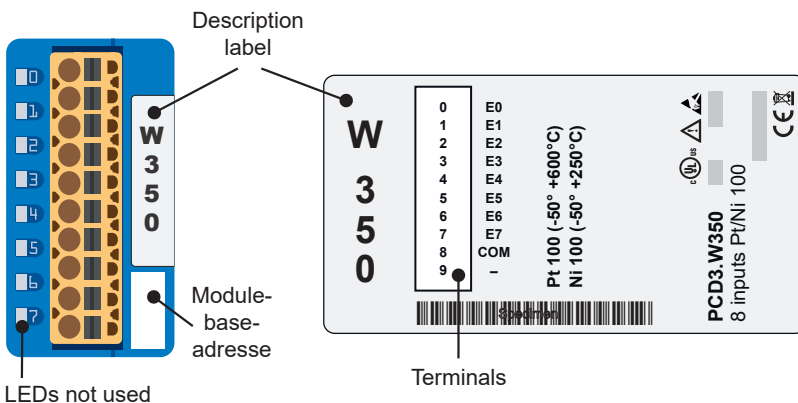 Description
label
0
1
2
3
4
5
6
7
W
3
5
0
Module-
base-
adresse
LEDs not used
W
3
5
0
0 E0
1 E1
2 E2
3 E3
4 E4
5 E5
6 E6
7 E7
8 COM
9 –
Pt 100 (-50° +600°C)
Ni 100 (-50° +250°C)
Specimen
c UL us
CE
PCD3.W350
8 inputs Pt/Ni 100
Terminals